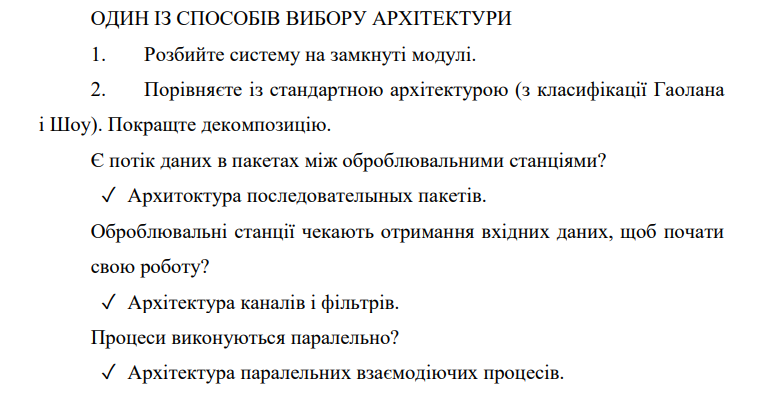 ОДИН ІЗ СПОСОБІВ ВИБОРУ АРХІТЕКТУРИ
1. Розбийте систему на замкнуті модулі.
2. Порівняєте із стандартною архітектурою (з класифікації Гаолана
і Шоу). Покращте декомпозицію.
Є потік даних в пакетах між оброблювальними станціями?
✓ Архитоктура последователыных пакетів.
Оброблювальні станції чекають отримання вхідних даних, щоб почати
свою роботу?
✓ Архітектура каналів і фільтрів.
Процеси виконуються паралельно?
✓ Архітектура паралельних взаємодіючих процесів.